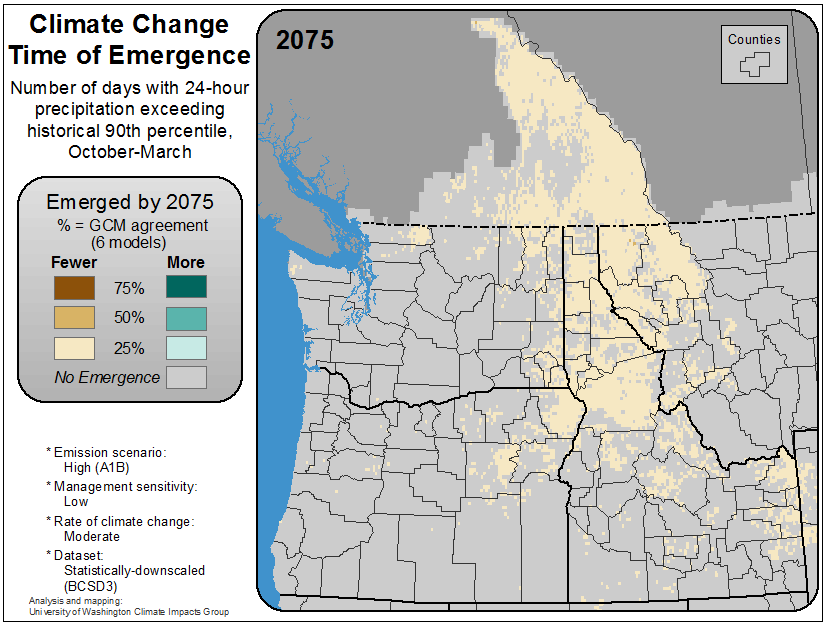 Climate Change
Time of Emergence
Number of days with 24-hour
precipitation exceeding
historical 90th percentile,
October-March
Emerged by 2075
% = GCM agreement
(6 models)
Fewer More
75%
50%
25%
No Emergence
* Emission scenario:
High (A1B)
* Management sensitivity:
Low
* Rate of climate change:
Moderate
* Dataset:
Statistically-downscaled
(BCSD3)
Analysis and mapping:
University of Washington Climate Impacts Group
2075
Counties